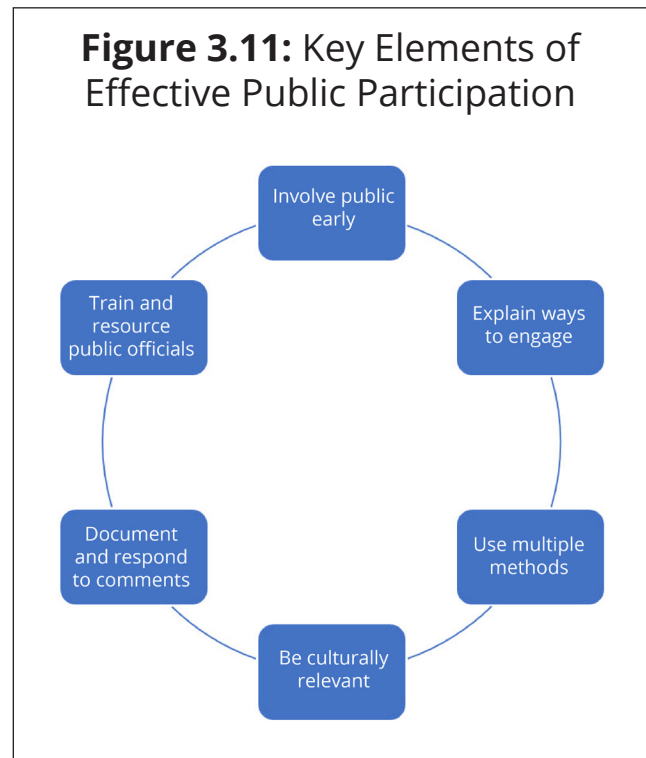 Figure 3.11: Key Elements of
Effective Public Participation
Involve public
early
Explain ways
to engage
Use multiple
methods
Be culturally
relevant
Document
and respond
to comments
Train and
resource
public officials